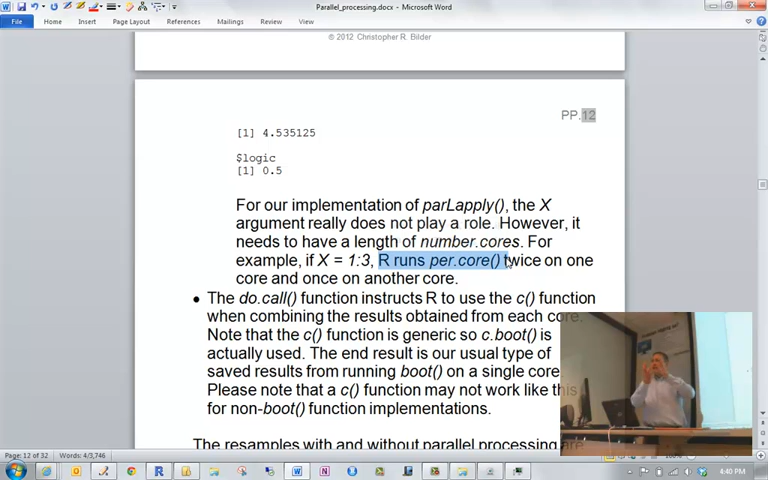 Parallel_processing.docx - Microsoft Word
File Home Insert Page Layout References Mailings Review View
© 2012 Christopher R. Bilder
PP.12
[1] 4.535125
$logic
[1] 0.5
For our implementation of parLapply(), the X
argument really does not play a role. However, it
needs to have a length of number.cores. For
example, if X = 1:3, R runs per.core() twice on one
core and once on another core.
• The do.call() function instructs R to use the c() function
when combining the results obtained from each core.
Note that the c() function is generic so c.boot() is
actually used. The end result is our usual type of
saved results from running boot() on a single core
Please note that a c() function may not work like this
for non-boot() function implementations.
The resamples with and without parallel processing are
Page: 12 of 32 Words: 4/3,746
4:40 PM